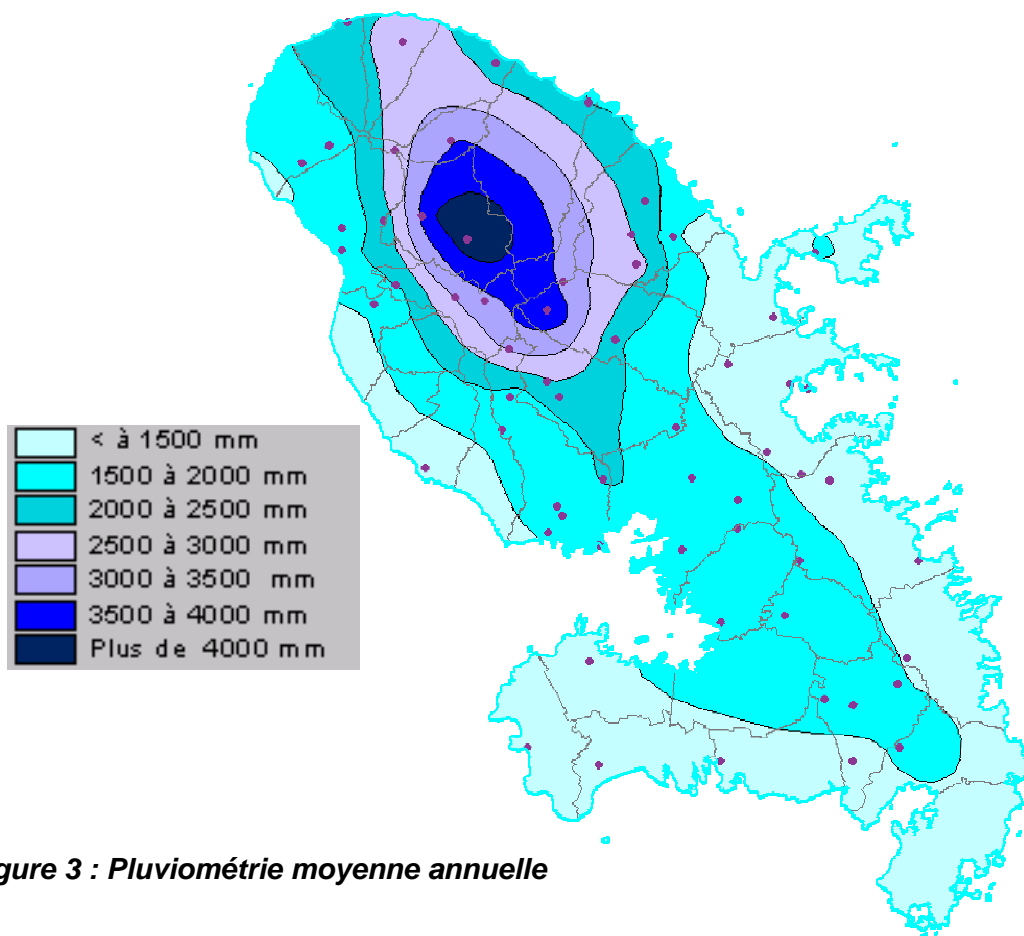 < à 1500 mm
1500 à 2000 mm
2000 à 2500 mm
2500 à 3000 mm
3000 à 3500 mm
3500 à 4000 mm
Plus de 4000 mm
gure 3 : Pluviométrie moyenne annuelle